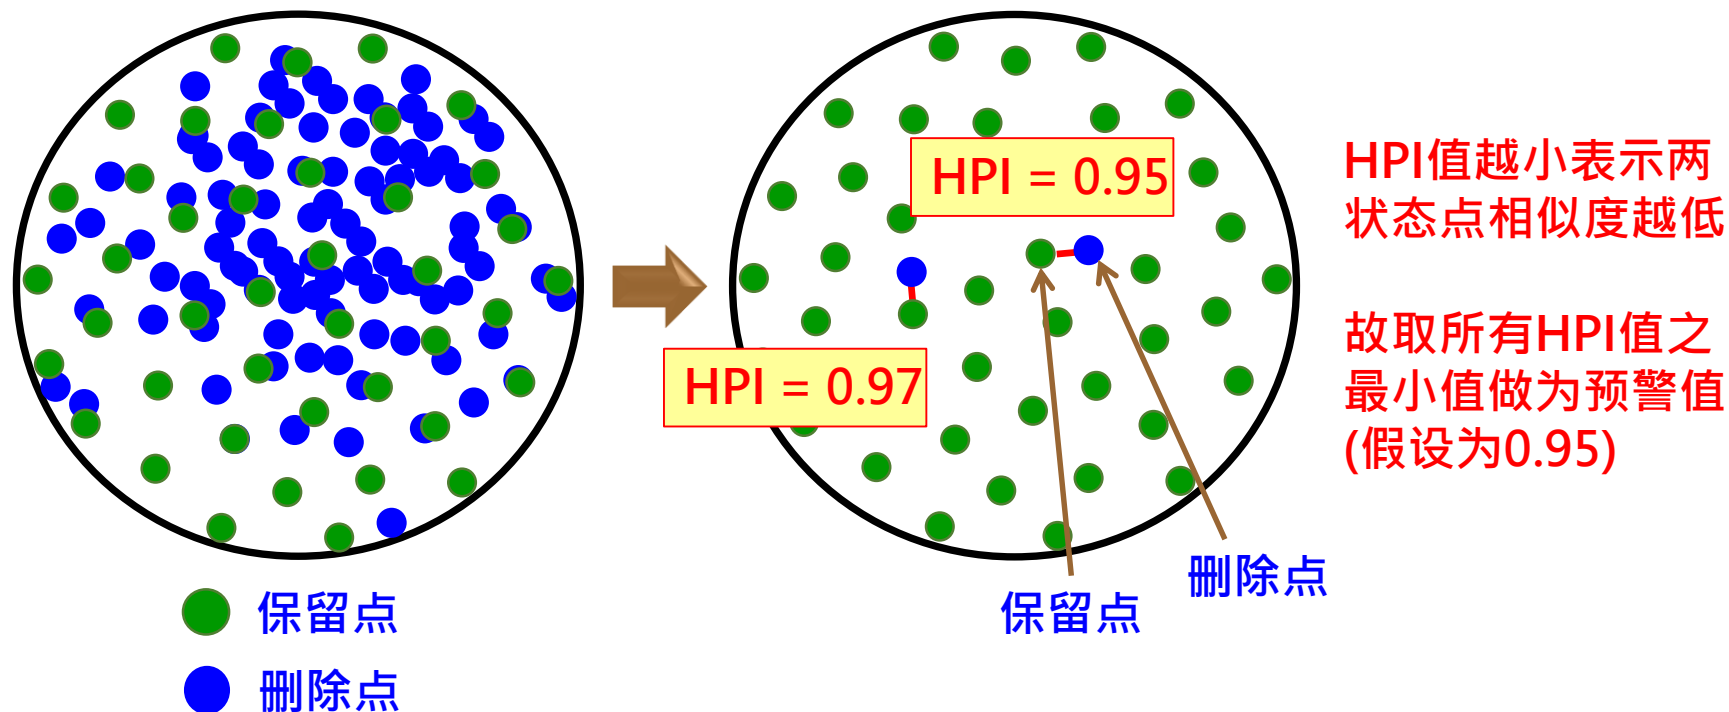 HPI = 0.95
HPI = 0.97
HPI值越小表示两
状态点相似度越低
故取所有HPI值之
最小值做为预警值
(假设为0.95)
删除点
保留点
保留点
删除点